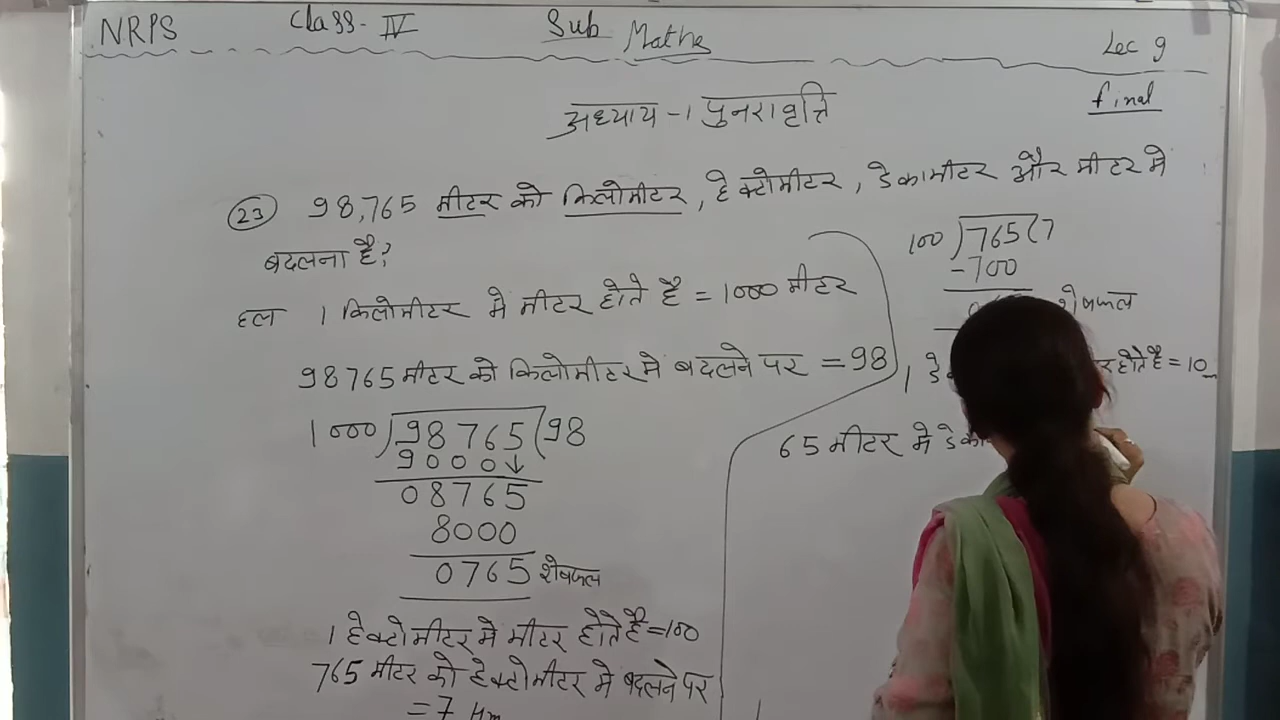 NRPS Class-IV Sub Maths Lec 9
Final
अध्याय-1 पुनरावृत्ति
(23) 98,765 मीटर को किलोमीटर, हेक्टोमीटर, डेकामीटर और मीटर मे
बदलना है?
हल 1 किलोमीटर मे मीटर होते है = 1000 मीटर
98765 मीटर को किलोमीटर मे बदलने पर = 98
1000)98765(98
9000↓
08765
8000
0765 शेषफल
1 हेक्टोमीटर मे मीटर होते है=100
765 मीटर को हेक्टोमीटर मे बदलने पर
= 7 Hm
100)765(7
-700
1 होते है = 10
65 मीटर मे